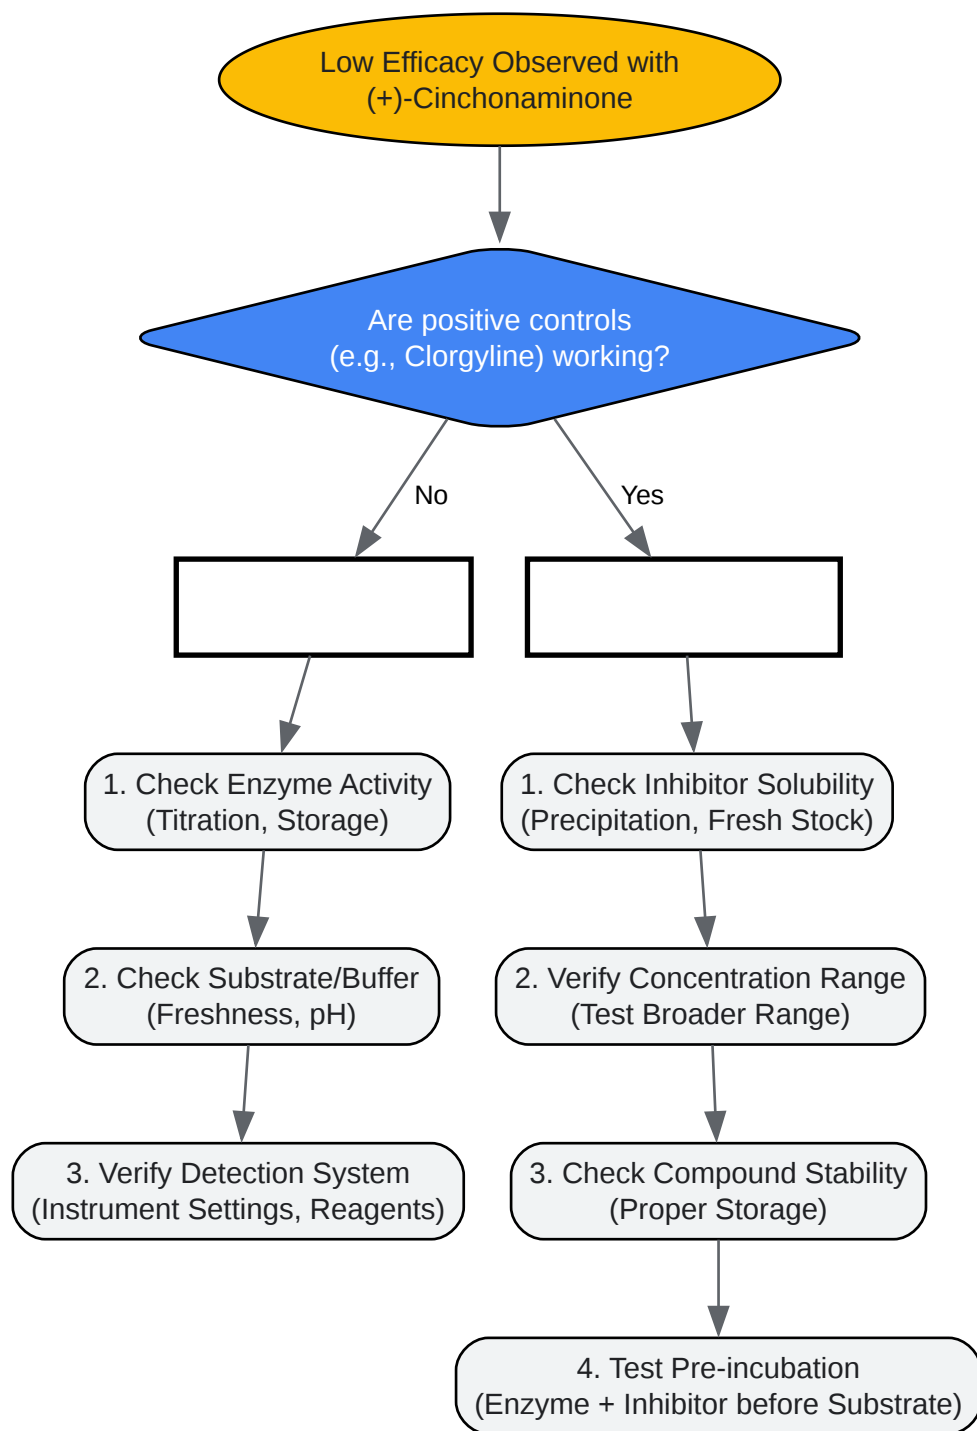 Low Efficacy Observed with
(+)-Cinchonaminone
Are positive controls
(e.g., Clorgyline) working?
No
Yes
1. Check Enzyme Activity
(Titration, Storage)
1. Check Inhibitor Solubility
(Precipitation, Fresh Stock)
2. Check Substrate/Buffer
(Freshness, pH)
2. Verify Concentration Range
(Test Broader Range)
3. Verify Detection System
(Instrument Settings, Reagents)
3. Check Compound Stability
(Proper Storage)
4. Test Pre-incubation
(Enzyme + Inhibitor before Substrate)